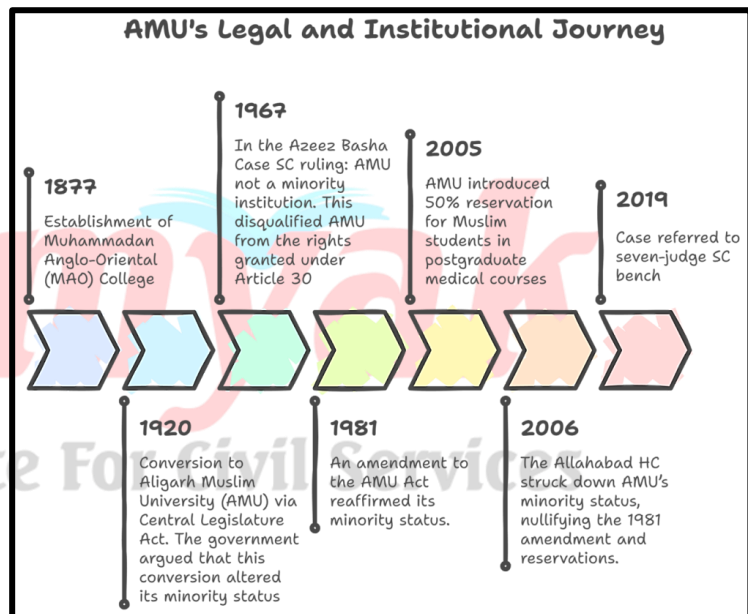 AMU's Legal and Institutional Journey
1877
Establishment of
Muhammadan
Anglo-Oriental
(MAO) College
1967
In the Azeez Basha
Case SC ruling: AMU
not a minority
institution. This
disqualified AMU
from the rights
granted under
Article 30
2005
AMU introduced
50% reservation
for Muslim
students in
postgraduate
medical courses
2019
Case referred to
seven-judge SC
bench
1920
Conversion to
Aligarh Muslim
University (AMU) via
Central Legislature
Act. The government
argued that this
conversion altered
its minority status
1981
An amendment to
the AMU Act
reaffirmed its
minority status.
2006
The Allahabad HC
struck down AMU's
minority status,
nullifying the 1981
amendment and
reservations.
myak
te For Civil Services